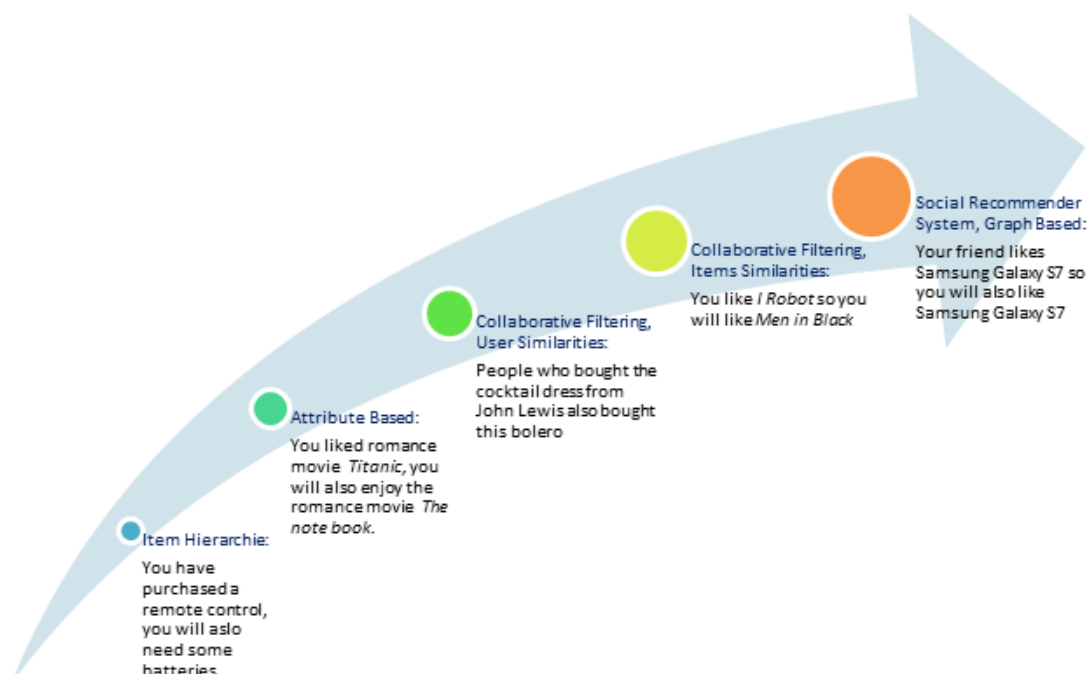 Item Hierarchie:
You have
purchased a
remote control,
you will aslo
need some
batteries
Attribute Based:
You liked romance
movie Titanic, you
will also enjoy the
romance movie The
note book.
Collaborative Filtering,
User Similarities:
People who bought the
cocktail dress from
John Lewis also bought
this bolero
Collaborative Filtering,
Items Similarities:
You like I Robot so you
will like Men in Black
Social Recommender
System, Graph Based:
Your friend likes
Samsung Galaxy S7 so
you will also like
Samsung Galaxy S7